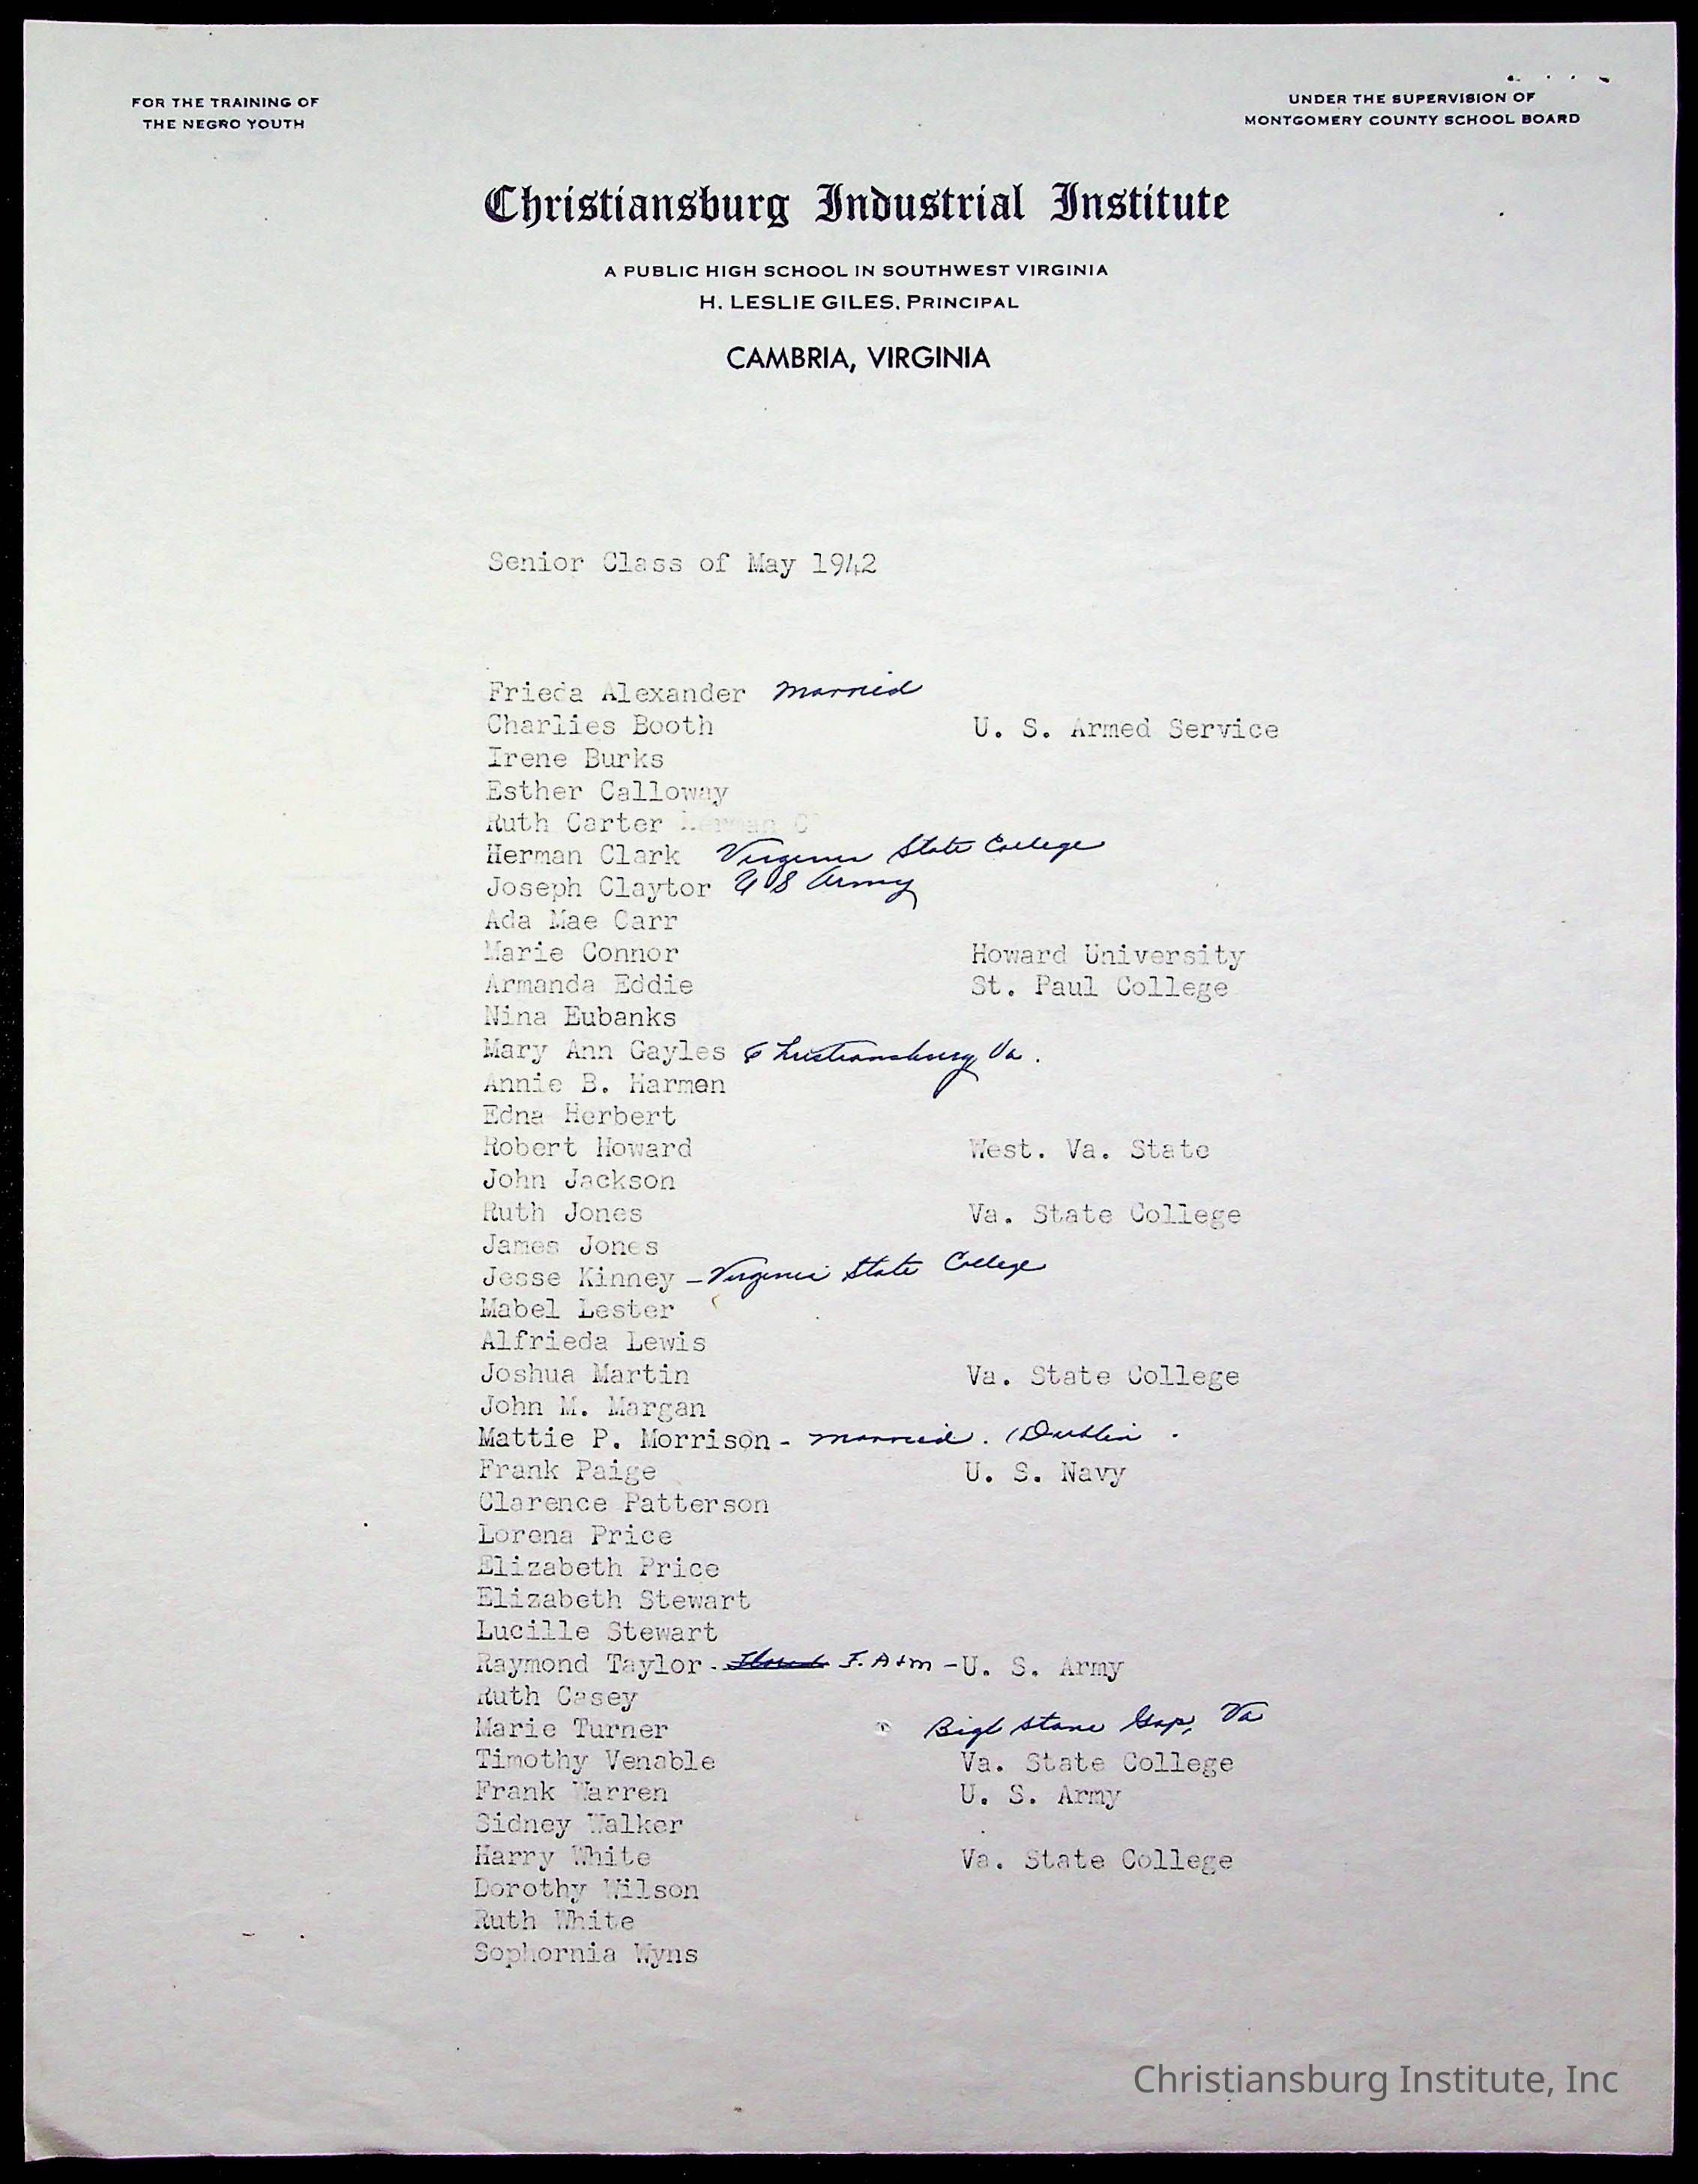 FOR THE TRAINING OF
THE NEGRO YOUTH
UNDER THE SUPERVISION OF
MONTGOMERY COUNTY SCHOOL BOARD
Christiansburg Industrial Institute
A PUBLIC HIGH SCHOOL IN SOUTHWEST VIRGINIA
H. LESLIE GILES, PRINCIPAL
CAMBRIA, VIRGINIA
Senior Class of May 1942
Frieda Alexander married
Charlies Booth U. S. Armed Service
Irene Burks
Esther Calloway
Ruth Carter
Herman Clark Virginia State College
Joseph Claytor U S Army
Ada Mae Carr
Marie Connor Howard University
Armanda Eddie St. Paul College
Nina Eubanks
Mary Ann Gayles Christiansburg, Va.
Annie B. Harmon
Edna Herbert
Robert Howard West. Va. State
John Jackson
Ruth Jones Va. State College
James Jones
Jesse Kinney - Virginia State College
Mabel Lester
Alfrieda Lewis
Joshua Martin Va. State College
John M. Margan
Mattie P. Morrison - married. (Dublin.
Frank Paige U. S. Navy
Clarence Patterson
Lorena Price
Elizabeth Price
Elizabeth Stewart
Lucille Stewart
Raymond Taylor - F. A & M - U. S. Army
Ruth Casey
Marie Turner Bigl Stone Gap, Va
Timothy Venable Va. State College
Frank Warren U. S. Army
Sidney Walker
Harry White Va. State College
Dorothy Wilson
Ruth White
Sophornia Wyns
Christiansburg Institute, Inc